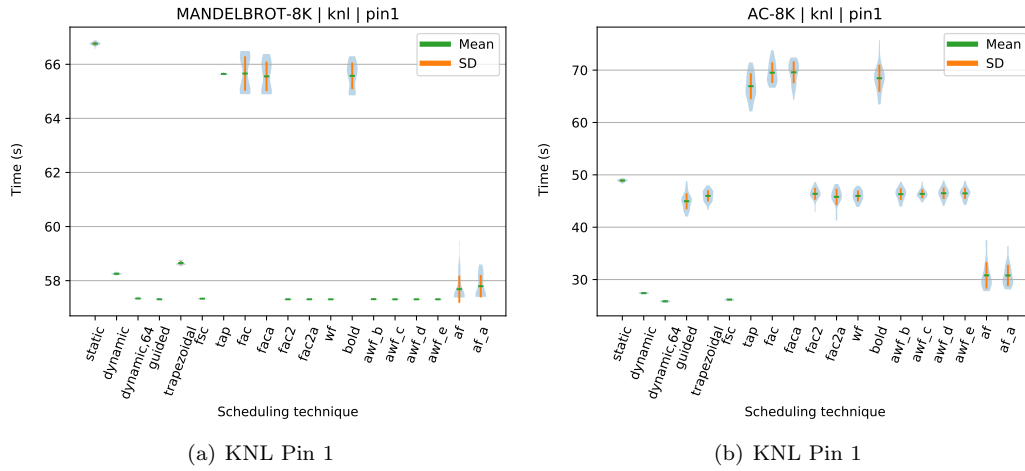 MANDELBROT-8K | knl | pin1
Mean
SD
66
64
62
60
58
Time (s)
static
dynamic
dynamic,64
guided
trapezoidal
fsc
tap
fac
faca
fac2
fac2a
wf
bold
awf_b
awf_c
awf_d
awf_e
af
af_a
Scheduling technique
(a) KNL Pin 1
AC-8K | knl | pin1
Mean
SD
70
60
50
40
30
Time (s)
static
dynamic
dynamic,64
guided
trapezoidal
fsc
tap
fac
faca
fac2
fac2a
wf
bold
awf_b
awf_c
awf_d
awf_e
af
af_a
Scheduling technique
(b) KNL Pin 1